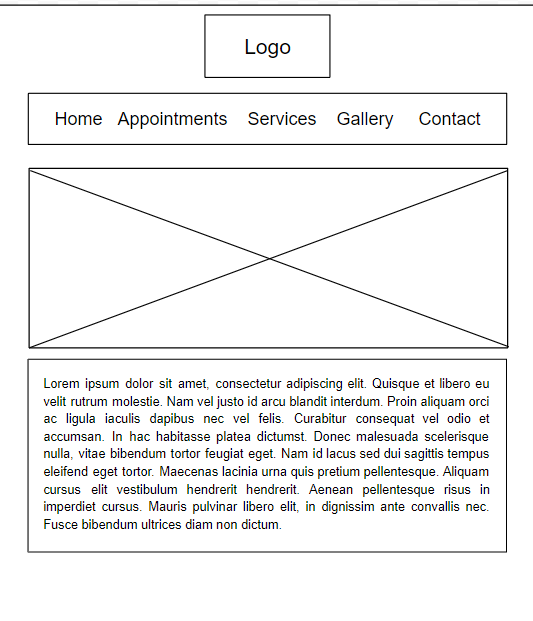 Logo
Home Appointments Services Gallery Contact
Lorem ipsum dolor sit amet, consectetur adipiscing elit. Quisque et libero eu
velit rutrum molestie. Nam vel justo id arcu blandit interdum. Proin aliquam orci
ac ligula iaculis dapibus nec vel felis. Curabitur consequat vel odio et
accumsan. In hac habitasse platea dictumst. Donec malesuada scelerisque
nulla, vitae bibendum tortor feugiat eget. Nam id lacus sed dui sagittis tempus
eleifend eget tortor. Maecenas lacinia urna quis pretium pellentesque. Aliquam
cursus elit vestibulum hendrerit hendrerit. Aenean pellentesque risus in
imperdiet cursus. Mauris pulvinar libero elit, in dignissim ante convallis nec.
Fusce bibendum ultrices diam non dictum.